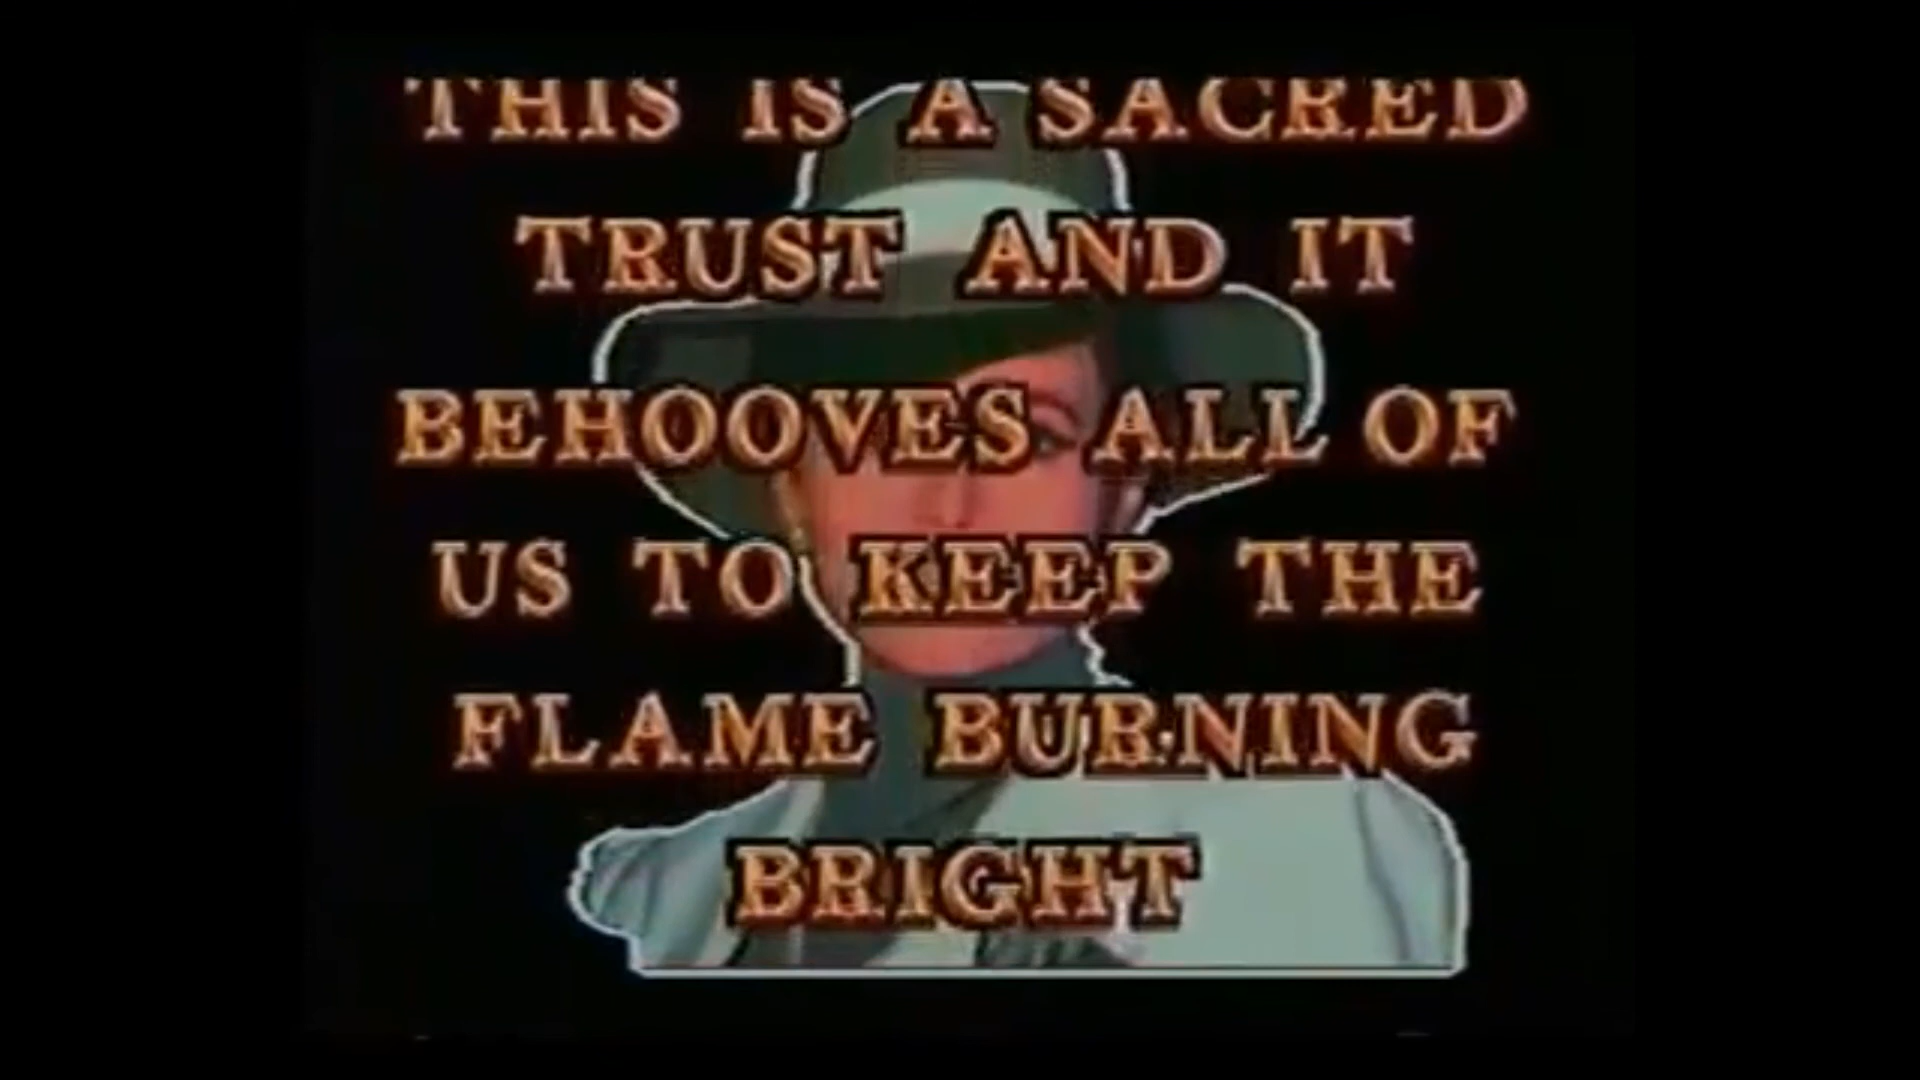 THIS IS A SACRED
TRUST AND IT
BEHOOVES ALL OF
US TO KEEP THE
FLAME BURNING
BRIGHT